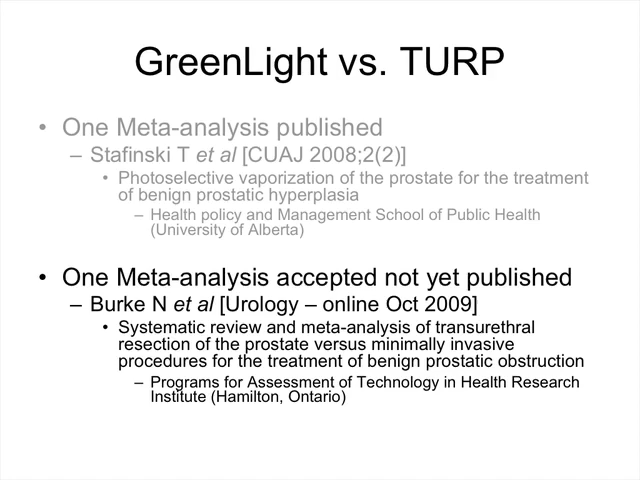 GreenLight vs. TURP
• One Meta-analysis published
– Stafinski T et al [CUAJ 2008;2(2)]
• Photoselective vaporization of the prostate for the treatment
of benign prostatic hyperplasia
– Health policy and Management School of Public Health
(University of Alberta)
• One Meta-analysis accepted not yet published
– Burke N et al [Urology – online Oct 2009]
• Systematic review and meta-analysis of transurethral
resection of the prostate versus minimally invasive
procedures for the treatment of benign prostatic obstruction
– Programs for Assessment of Technology in Health Research
Institute (Hamilton, Ontario)